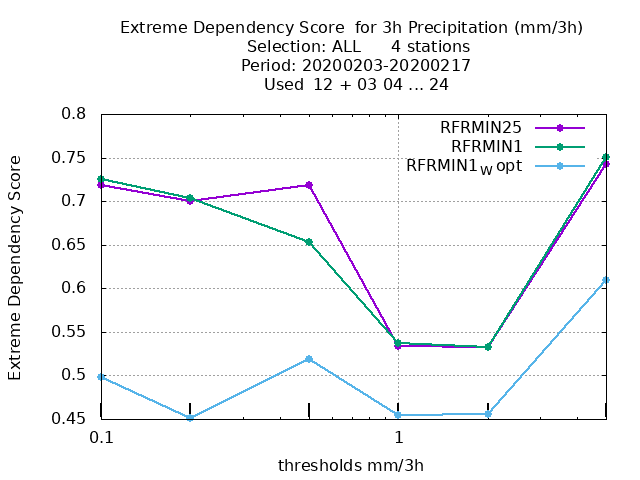 Extreme Dependency Score  for 3h Precipitation (mm/3h)
Selection: ALL      4 stations
Period: 20200203-20200217
Used  12 + 03 04 ... 24
RFRMIN25
RFRMIN1
RFRMIN1W opt
0.8
0.75
0.7
0.65
0.6
0.55
0.5
0.45
Extreme Dependency Score
0.1
1
thresholds mm/3h